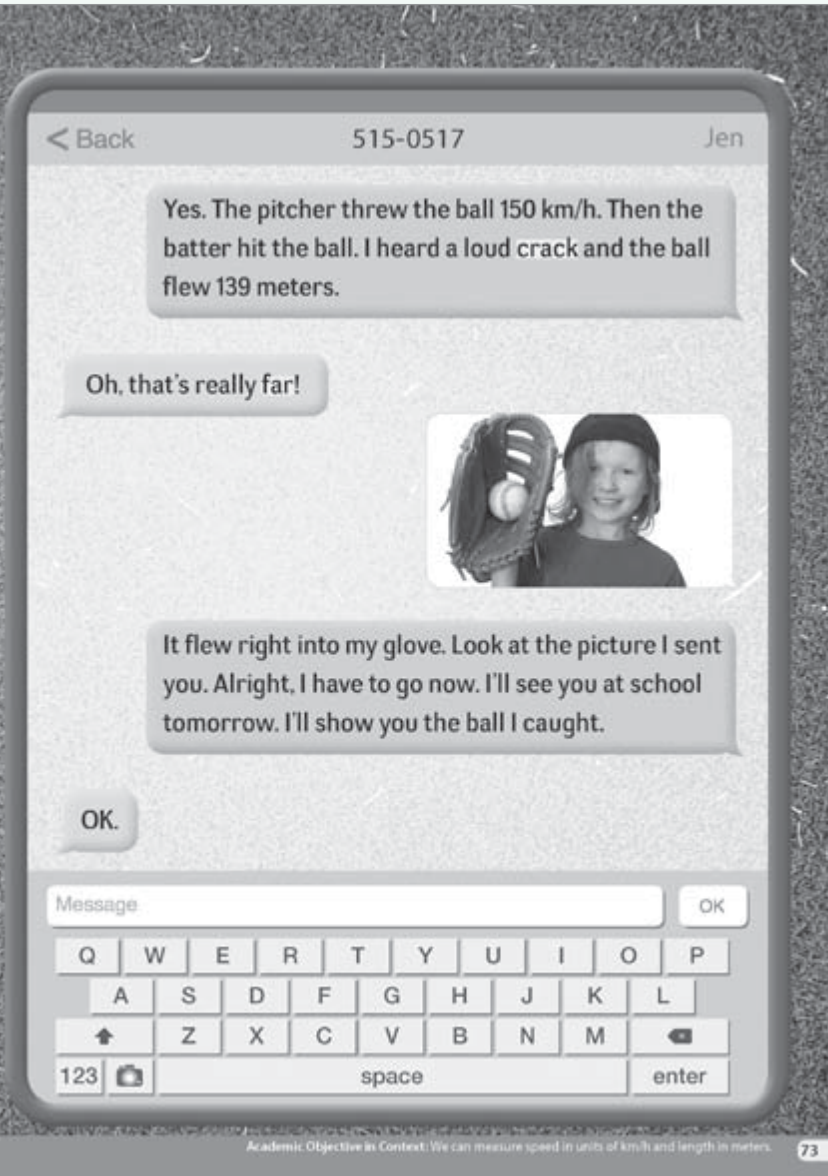 < Back 515-0517 Jen
Yes. The pitcher threw the ball 150 km/h. Then the
batter hit the ball. I heard a loud crack and the ball
flew 139 meters.
Oh, that's really far!
It flew right into my glove. Look at the picture I sent
you. Alright, I have to go now. I'll see you at school
tomorrow. I'll show you the ball I caught.
OK.
Message OK
Q W E R T Y U I O P
A S D F G H J K L
Z X C V B N M
123 space enter
Academic Objective in Context: We can measure speed in units of km/h and length in meters. 73